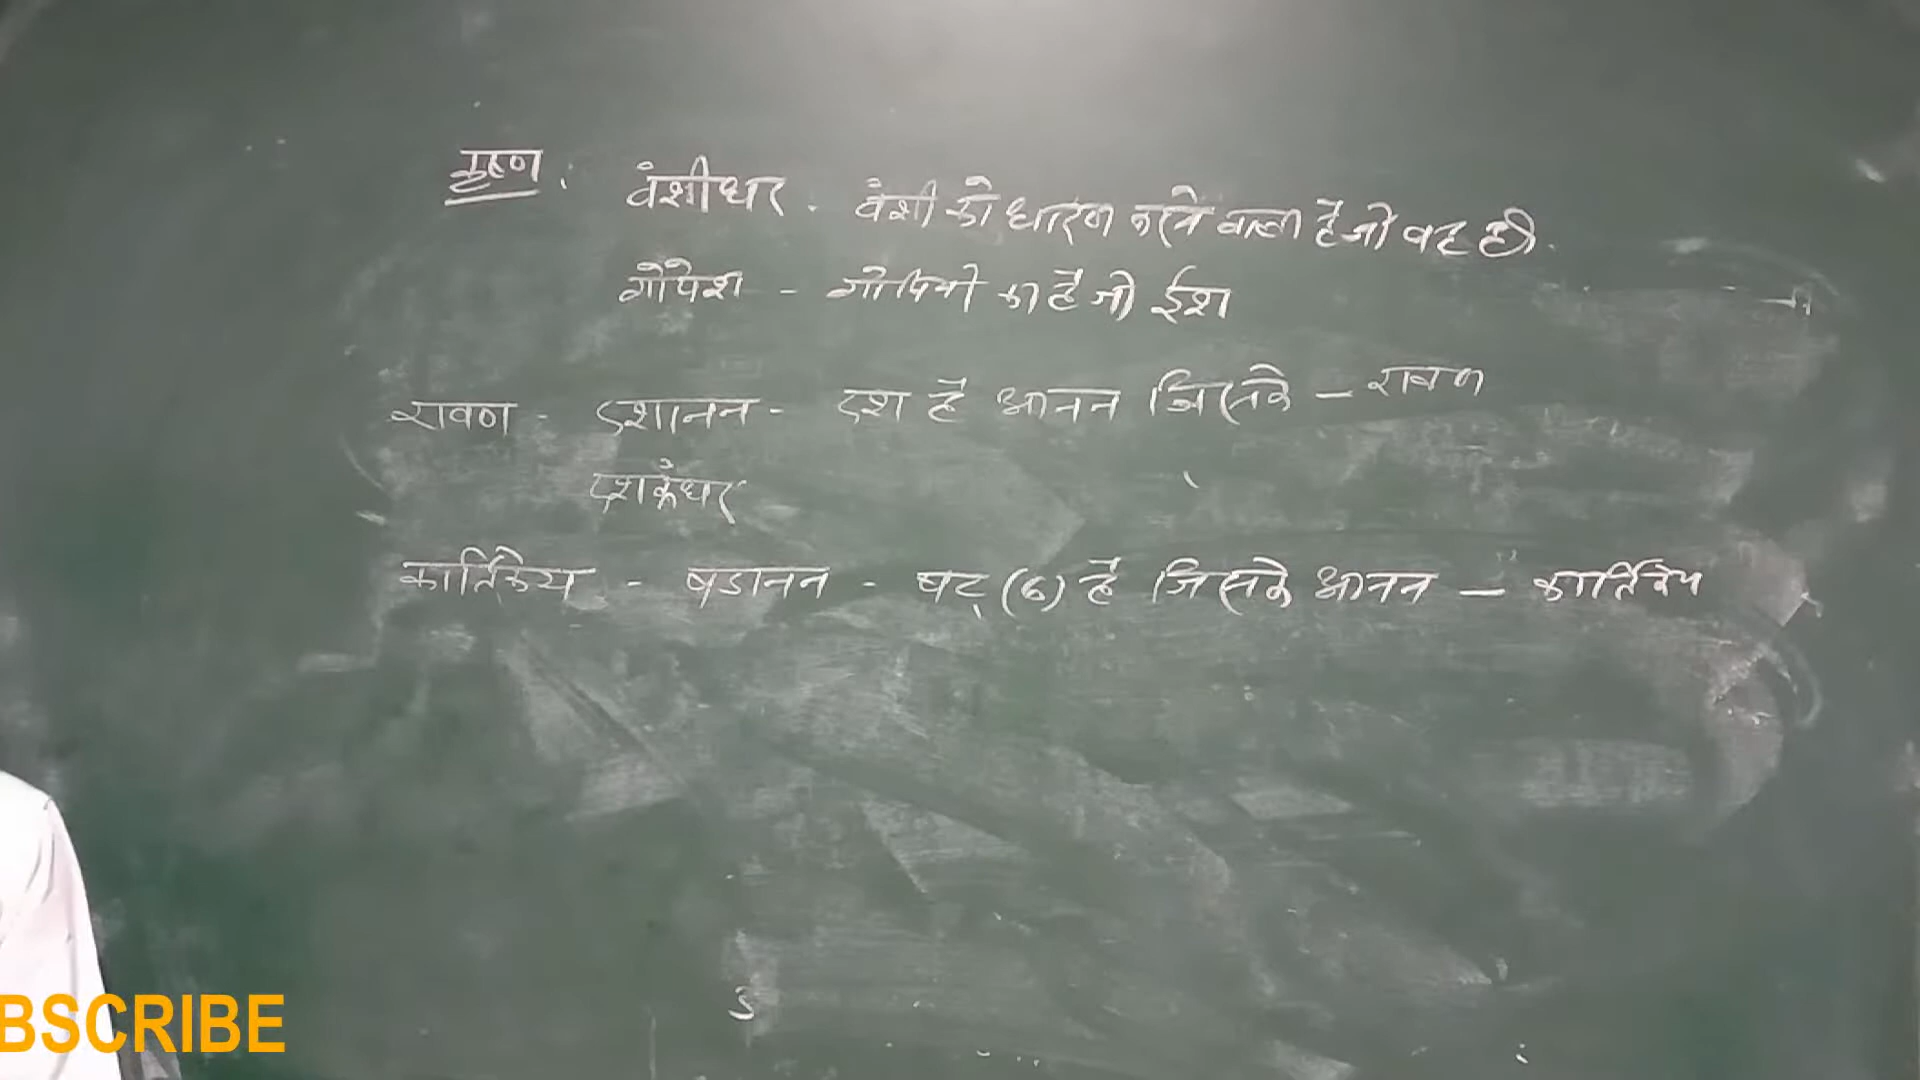 कृष्ण. वंशीधर. वंशी को धारण करने वाला है जो वह ही
गोपेश - गोपियों का है जो ईश
रावण - दशानन - दश है आनन जिसके - रावण
दशकंधर
कार्तिकेय - षडानन - षट् (6) है जिसके आनन - कार्तिकेय
BSCRIBE